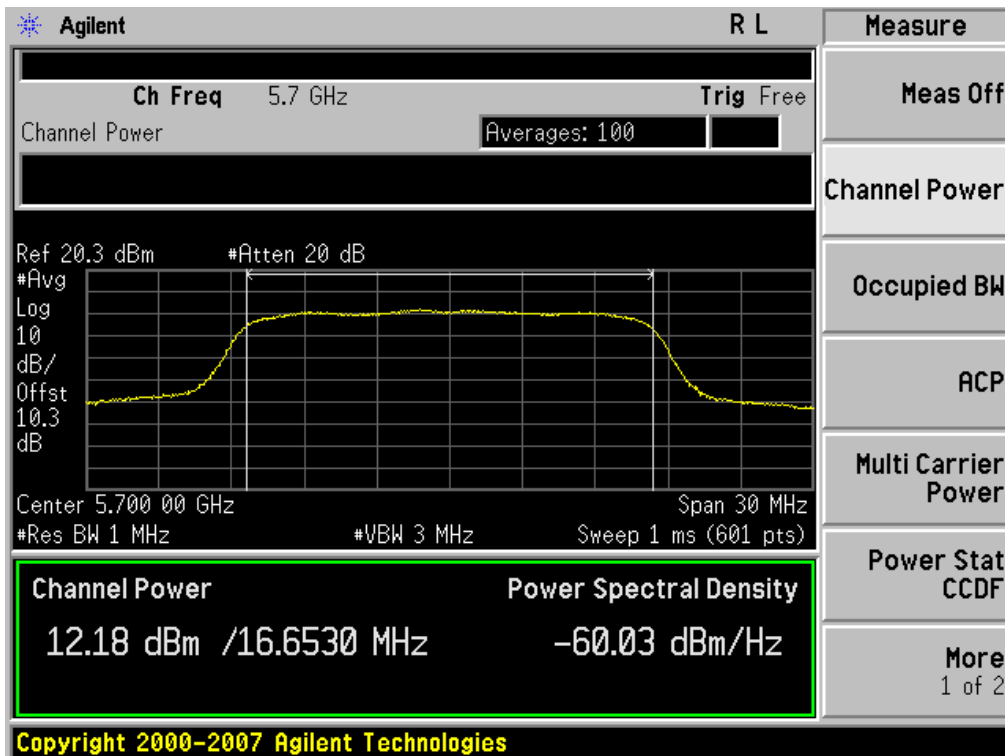 Agilent R L Measure
Ch Freq 5.7 GHz Trig Free
Channel Power Averages: 100
Meas Off
Channel Power
Occupied BW
ACP
Multi Carrier
Power
Power Stat
CCDF
More
1 of 2
Ref 20.3 dBm #Atten 20 dB
#Avg
Log
10
dB/
Offst
10.3
dB
Center 5.700 00 GHz Span 30 MHz
#Res BW 1 MHz #VBW 3 MHz Sweep 1 ms (601 pts)
Channel Power Power Spectral Density
12.18 dBm /16.6530 MHz -60.03 dBm/Hz
Copyright 2000-2007 Agilent Technologies